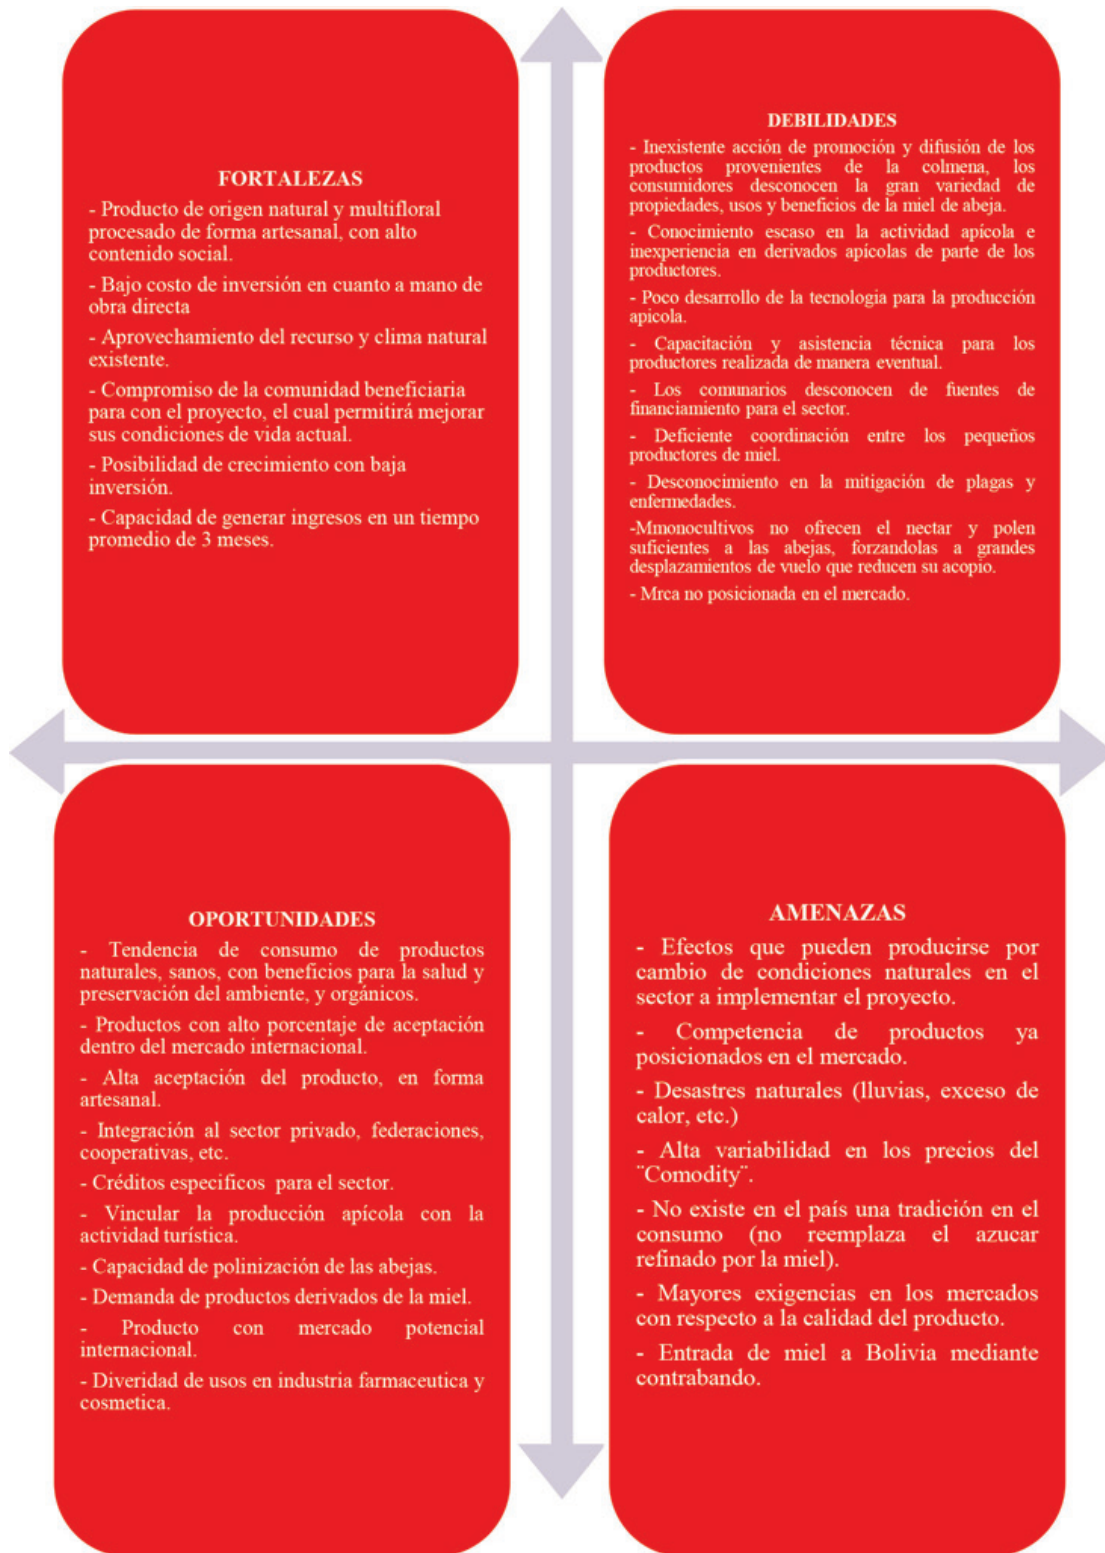 FORTALEZAS
- Producto de origen natural y multifloral
procesado de forma artesanal, con alto
contenido social.
- Bajo costo de inversión en cuanto a mano de
obra directa
- Aprovechamiento del recurso y clima natural
existente.
- Compromiso de la comunidad beneficiaria
para con el proyecto, el cual permitirá mejorar
sus condiciones de vida actual.
- Posibilidad de crecimiento con baja
inversión.
- Capacidad de generar ingresos en un tiempo
promedio de 3 meses.
DEBILIDADES
- Inexistente acción de promoción y difusión de los
productos provenientes de la colmena, los
consumidores desconocen la gran variedad de
propiedades, usos y beneficios de la miel de abeja.
- Conocimiento escaso en la actividad apícola e
inexperiencia en derivados apícolas de parte de los
productores.
- Poco desarrollo de la tecnologia para la producción
apicola.
- Capacitación y asistencia técnica para los
productores realizada de manera eventual.
- Los comunarios desconocen de fuentes de
financiamiento para el sector.
- Deficiente coordinación entre los pequeños
productores de miel.
- Desconocimiento en la mitigación de plagas y
enfermedades.
-Mmonocultivos no ofrecen el nectar y polen
suficientes a las abejas, forzandolas a grandes
desplazamientos de vuelo que reducen su acopio.
- Mrca no posicionada en el mercado.
OPORTUNIDADES
- Tendencia de consumo de productos
naturales, sanos, con beneficios para la salud y
preservación del ambiente, y orgánicos.
- Productos con alto porcentaje de aceptación
dentro del mercado internacional.
- Alta aceptación del producto, en forma
artesanal.
- Integración al sector privado, federaciones,
cooperativas, etc.
- Créditos especificos para el sector.
- Vincular la producción apícola con la
actividad turística.
- Capacidad de polinización de las abejas.
- Demanda de productos derivados de la miel.
- Producto con mercado potencial
internacional.
- Diveridad de usos en industria farmaceutica y
cosmetica.
AMENAZAS
- Efectos que pueden producirse por
cambio de condiciones naturales en el
sector a implementar el proyecto.
- Competencia de productos ya
posicionados en el mercado.
- Desastres naturales (lluvias, exceso de
calor, etc.)
- Alta variabilidad en los precios del
¨Comodity¨.
- No existe en el país una tradición en el
consumo (no reemplaza el azucar
refinado por la miel).
- Mayores exigencias en los mercados
con respecto a la calidad del producto.
- Entrada de miel a Bolivia mediante
contrabando.